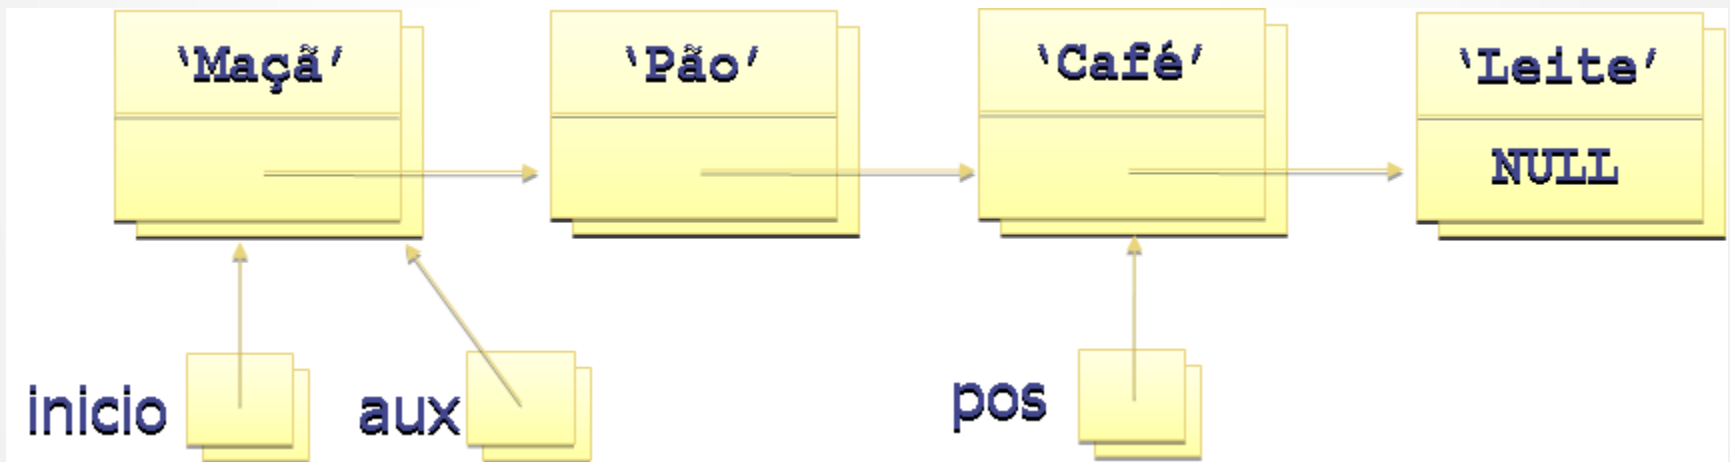 ‘Maçã’
‘Pão’
‘Café’
‘Leite’
NULL
inicio
aux
pos